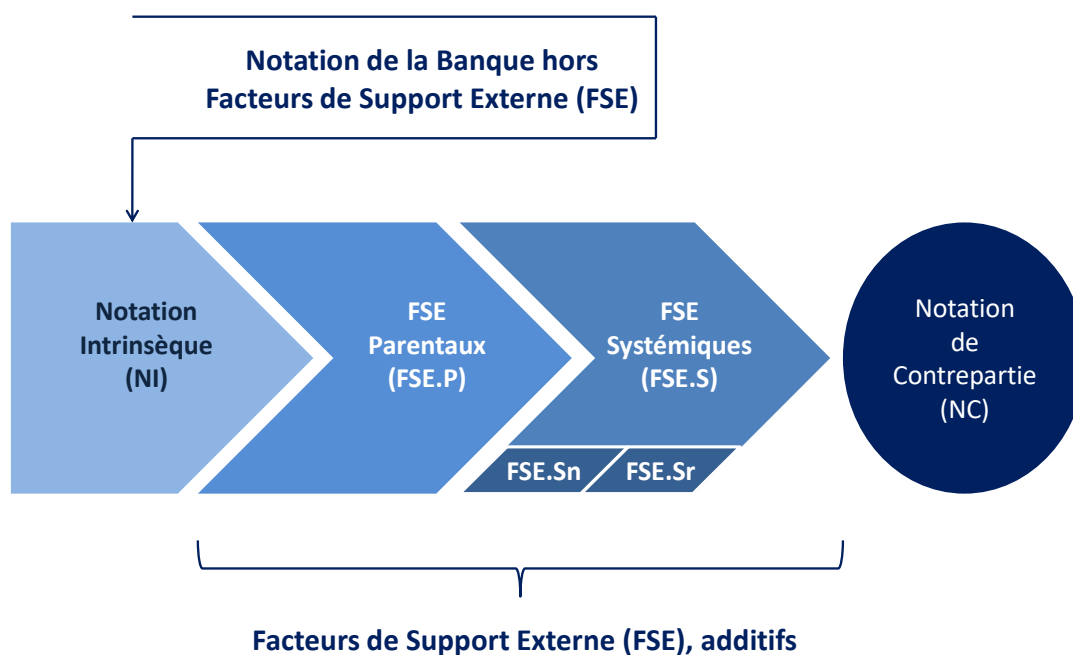 Notation de la Banque hors
Facteurs de Support Externe (FSE)
Notation
Intrinsèque
(NI)
FSE
Parentaux
(FSE.P)
FSE
Systémiques
(FSE.S)
FSE.Sn
FSE.Sr
Notation
de
Contrepartie
(NC)
Facteurs de Support Externe (FSE), additifs